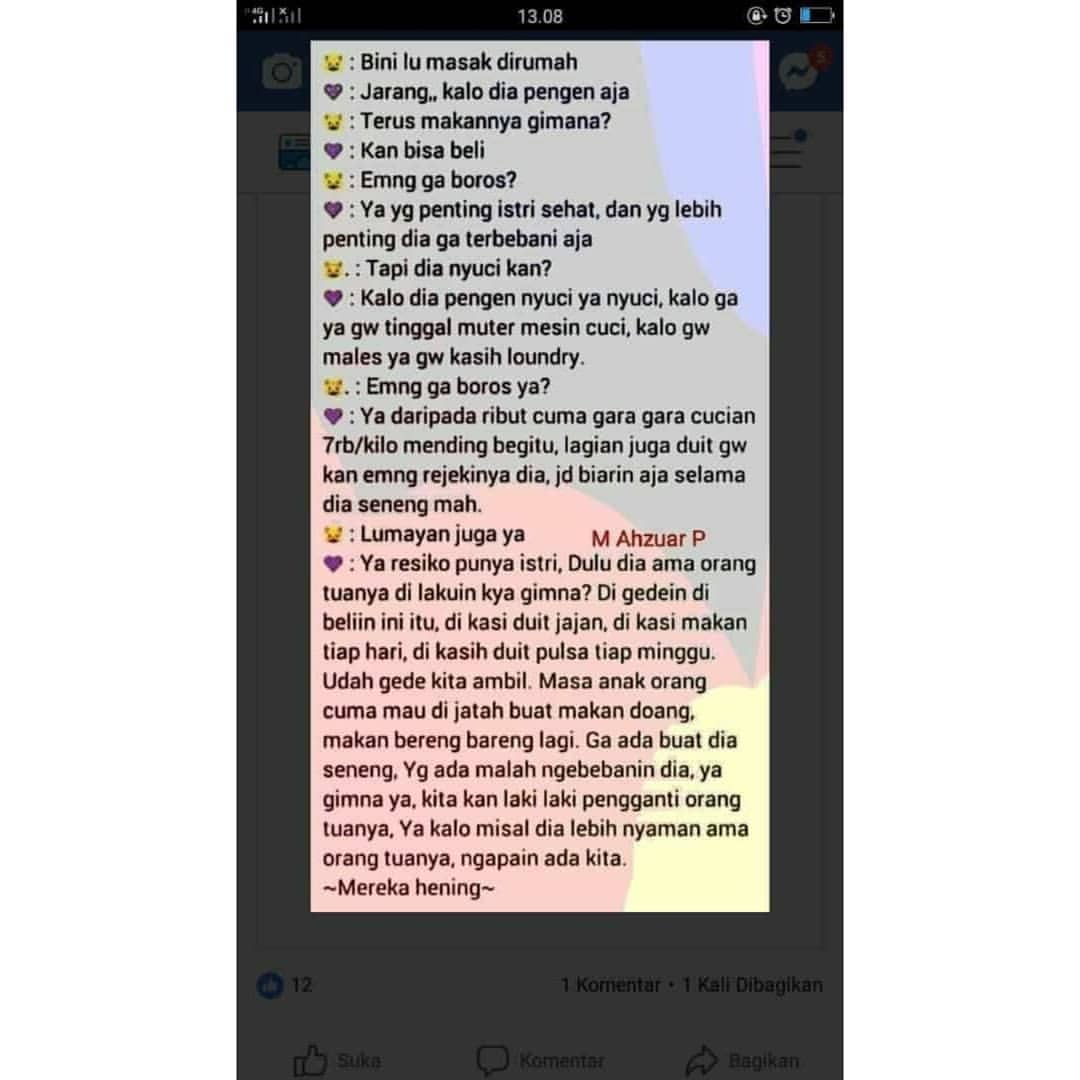 4G
13.08
5
😺 : Bini lu masak dirumah
💜 : Jarang,, kalo dia pengen aja
😺 : Terus makannya gimana?
💜 : Kan bisa beli
😺 : Emng ga boros?
💜 : Ya yg penting istri sehat, dan yg lebih
penting dia ga terbebani aja
😺. : Tapi dia nyuci kan?
💜 : Kalo dia pengen nyuci ya nyuci, kalo ga
ya gw tinggal muter mesin cuci, kalo gw
males ya gw kasih loundry.
😺. : Emng ga boros ya?
💜 : Ya daripada ribut cuma gara gara cucian
7rb/kilo mending begitu, lagian juga duit gw
kan emng rejekinya dia, jd biarin aja selama
dia seneng mah.
😺 : Lumayan juga ya
M Ahzuar P
💜 : Ya resiko punya istri, Dulu dia ama orang
tuanya di lakuin kya gimna? Di gedein di
beliin ini itu, di kasi duit jajan, di kasi makan
tiap hari, di kasih duit pulsa tiap minggu.
Udah gede kita ambil. Masa anak orang
cuma mau di jatah buat makan doang,
makan bereng bareng lagi. Ga ada buat dia
seneng, Yg ada malah ngebebanin dia, ya
gimna ya, kita kan laki laki pengganti orang
tuanya, Ya kalo misal dia lebih nyaman ama
orang tuanya, ngapain ada kita.
~Mereka hening~
12
1 Komentar • 1 Kali Dibagikan
Suka
Komentar
Bagikan